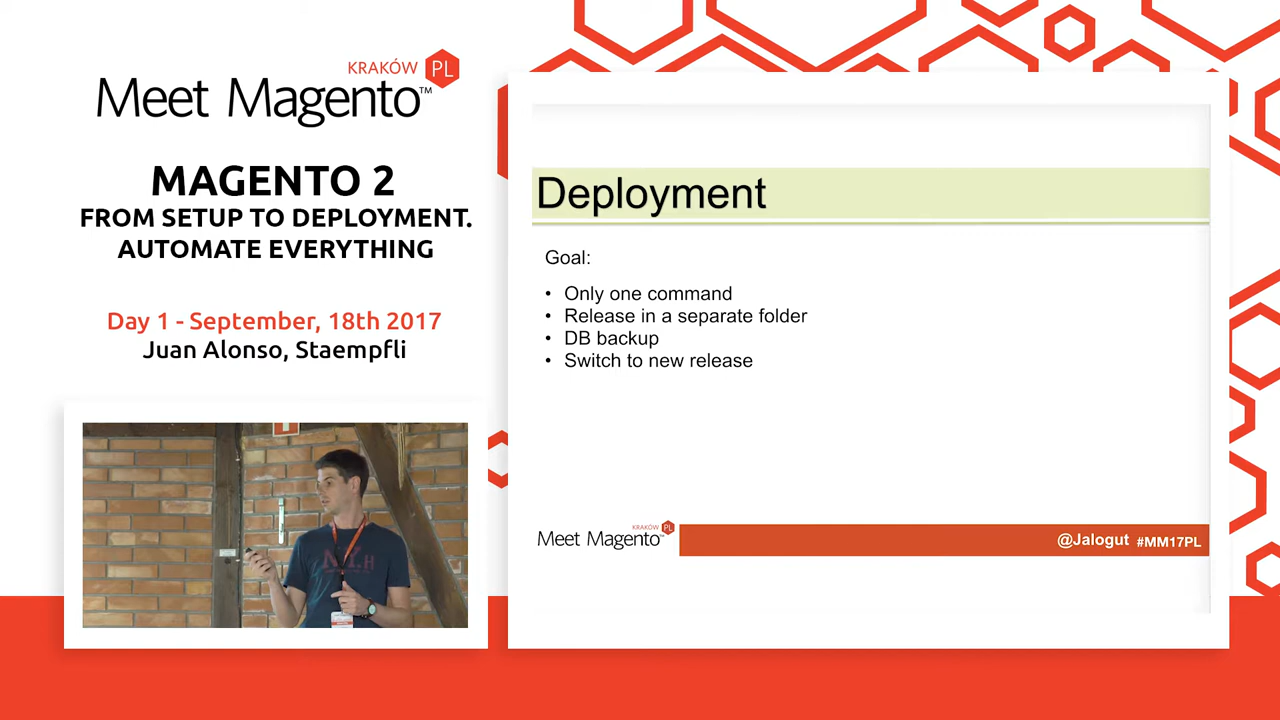 KRAKÓW PL
Meet Magento™
MAGENTO 2
FROM SETUP TO DEPLOYMENT.
AUTOMATE EVERYTHING
Day 1 - September, 18th 2017
Juan Alonso, Staempfli
N.Y.H
Deployment
Goal:
• Only one command
• Release in a separate folder
• DB backup
• Switch to new release
KRAKÓW PL
Meet Magento
@Jalogut #MM17PL